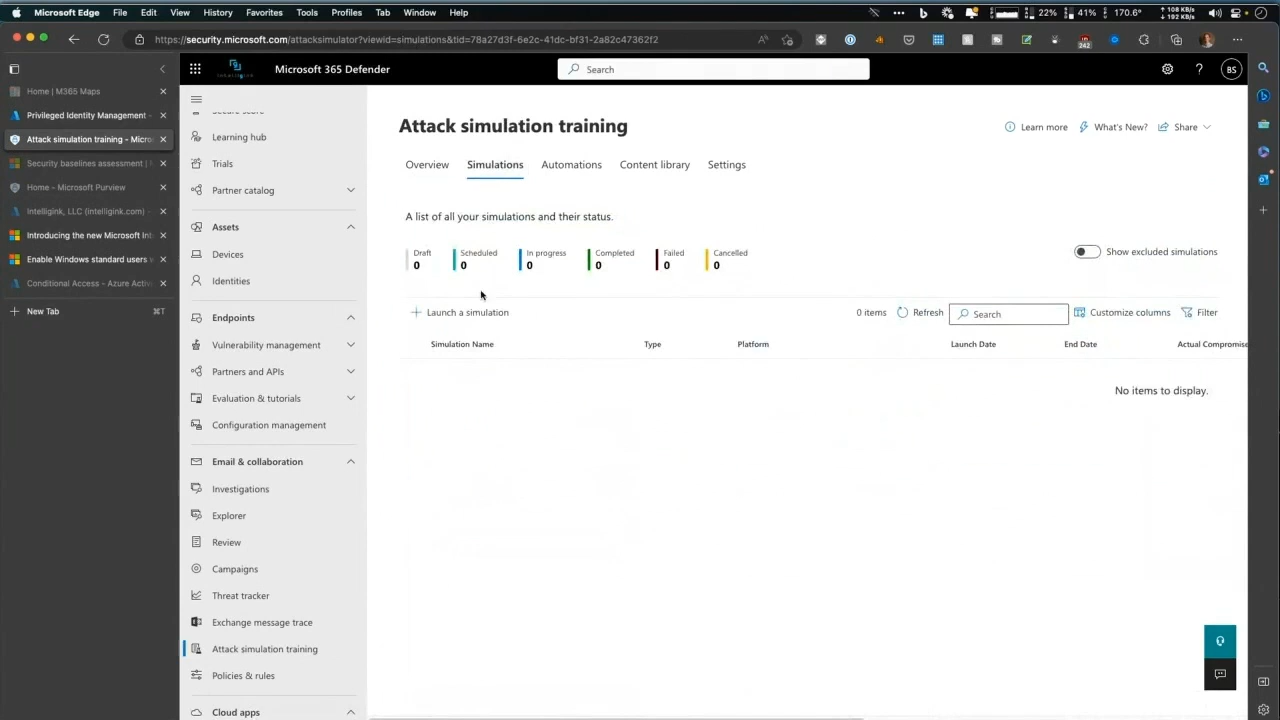 Microsoft Edge File Edit View History Favorites Tools Profiles Tab Window Help
22% 41% 170.6° 108 KB/s 192 KB/s
https://security.microsoft.com/attacksimulator?viewid=simulations&tid=78a27d3f-6e2c-41dc-bf31-2a82c47362f2
242
Home | M365 Maps
Privileged Identity Management -
Attack simulation training - Micro
Security baselines assessment |
Home - Microsoft Purview
Intelligink, LLC (intelligink.com) -
Introducing the new Microsoft Int
Enable Windows standard users
Conditional Access - Azure Activ
New Tab ⌘T
intelligink
Microsoft 365 Defender
Search
BS
Learning hub
Trials
Partner catalog
Assets
Devices
Identities
Endpoints
Vulnerability management
Partners and APIs
Evaluation & tutorials
Configuration management
Email & collaboration
Investigations
Explorer
Review
Campaigns
Threat tracker
Exchange message trace
Attack simulation training
Policies & rules
Cloud apps
Attack simulation training
Learn more What's New? Share
Overview Simulations Automations Content library Settings
A list of all your simulations and their status.
Draft Scheduled In progress Completed Failed Cancelled
0 0 0 0 0 0
Show excluded simulations
Launch a simulation
0 items Refresh Search Customize columns Filter
Simulation Name Type Platform Launch Date End Date Actual Compromise
No items to display.